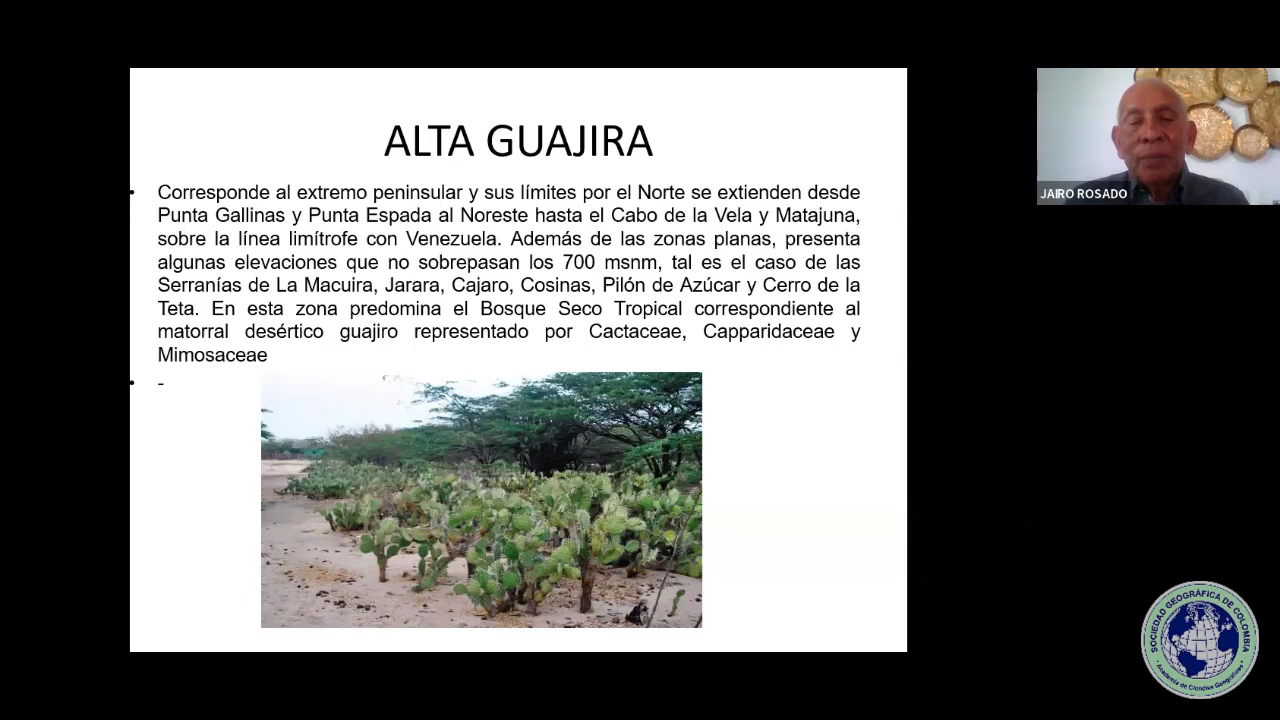 ALTA GUAJIRA
• Corresponde al extremo peninsular y sus límites por el Norte se extienden desde
Punta Gallinas y Punta Espada al Noreste hasta el Cabo de la Vela y Matajuna,
sobre la línea limítrofe con Venezuela. Además de las zonas planas, presenta
algunas elevaciones que no sobrepasan los 700 msnm, tal es el caso de las
Serranías de La Macuira, Jarara, Cajaro, Cosinas, Pilón de Azúcar y Cerro de la
Teta. En esta zona predomina el Bosque Seco Tropical correspondiente al
matorral desértico guajiro representado por Cactaceae, Capparidaceae y
Mimosaceae
• -
JAIRO ROSADO
SOCIEDAD GEOGRÁFICA DE COLOMBIA
Academia de Ciencias Geográficas